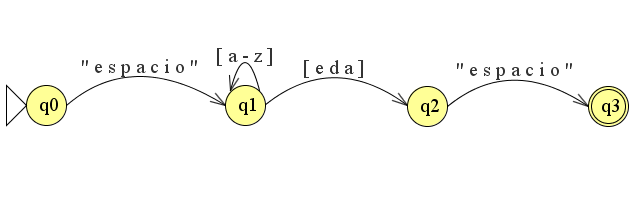 "espacio"
[a-z]
[eda]
"espacio"
q0
q1
q2
q3